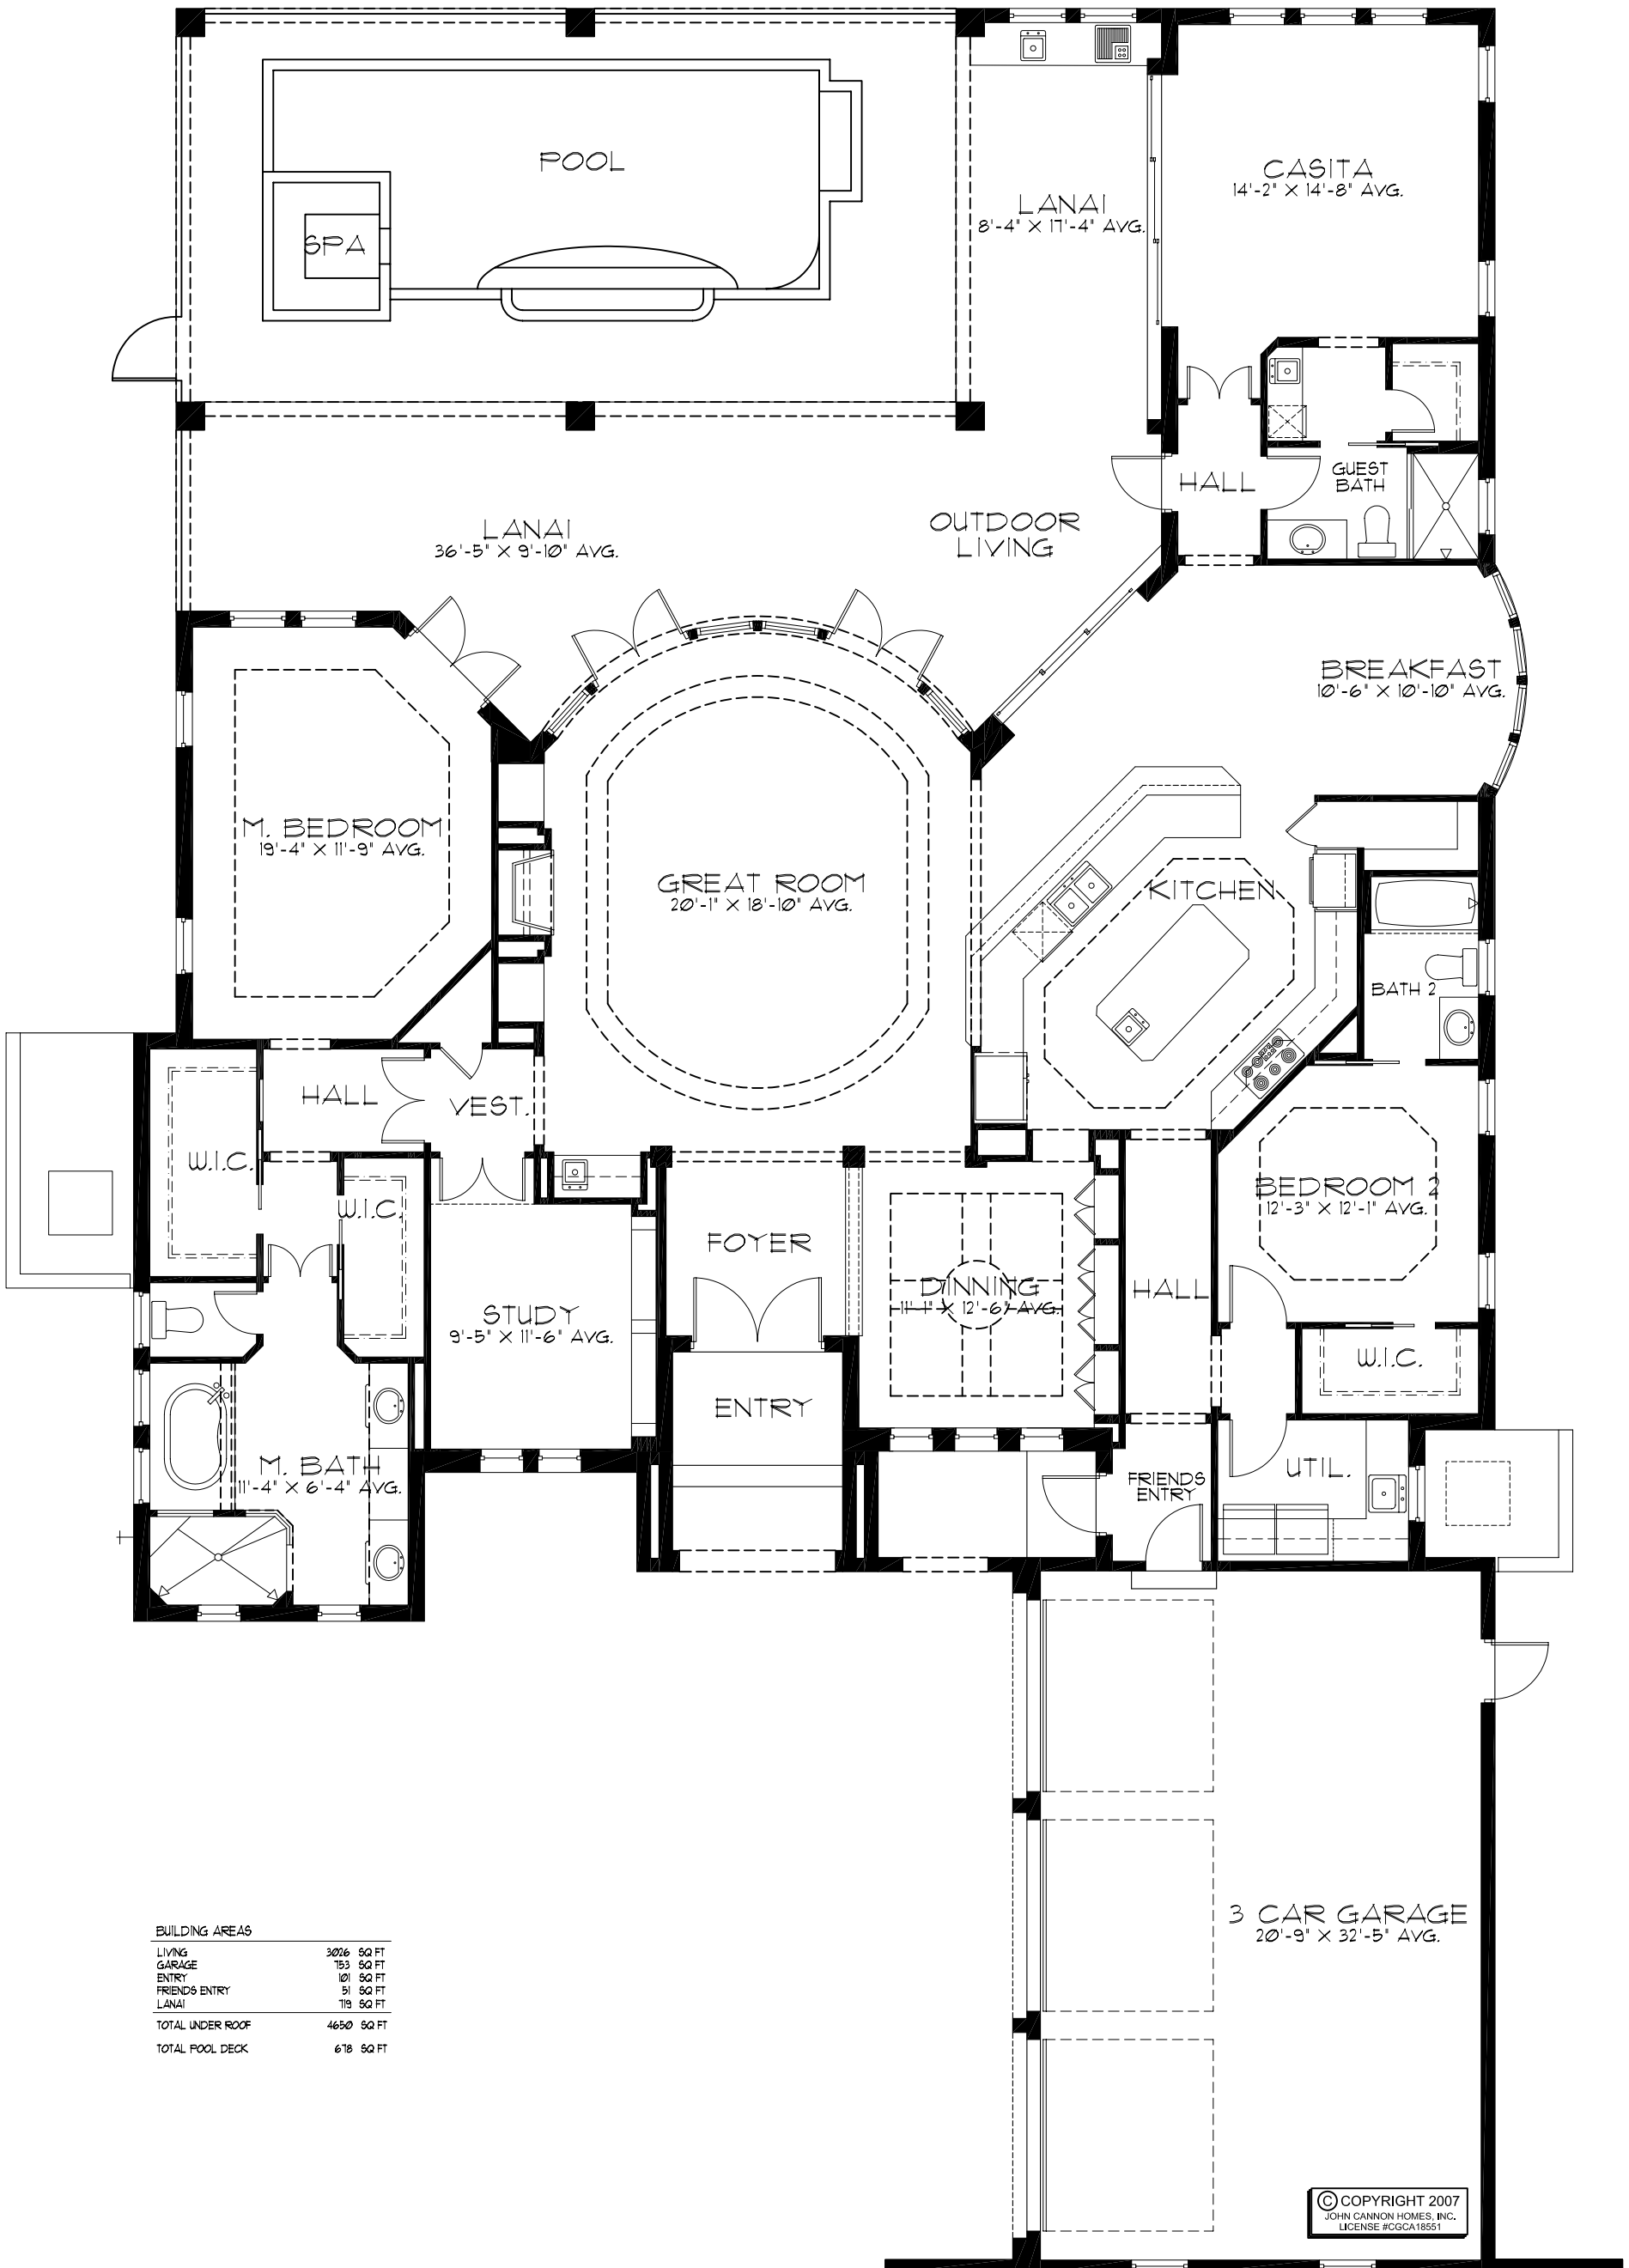 POOL
SPA
LANAI
8'-4" X 17'-4" AVG.
CASITA
14'-2" X 14'-8" AVG.
HALL
GUEST
BATH
LANAI
36'-5" X 9'-10" AVG.
OUTDOOR
LIVING
BREAKFAST
10'-6" X 10'-10" AVG.
M. BEDROOM
19'-4" X 11'-9" AVG.
GREAT ROOM
20'-1" X 18'-10" AVG.
KITCHEN
BATH 2
HALL
VEST.
W.I.C.
W.I.C.
BEDROOM 2
12'-3" X 12'-1" AVG.
FOYER
DINNING
11'-1" X 12'-6" AVG.
HALL
STUDY
9'-5" X 11'-6" AVG.
W.I.C.
ENTRY
M. BATH
11'-4" X 6'-4" AVG.
FRIENDS
ENTRY
UTIL.
3 CAR GARAGE
20'-9" X 32'-5" AVG.
BUILDING AREAS
LIVING 3026 SQ FT
GARAGE 753 SQ FT
ENTRY 101 SQ FT
FRIENDS ENTRY 51 SQ FT
LANAI 719 SQ FT
TOTAL UNDER ROOF 4650 SQ FT
TOTAL POOL DECK 678 SQ FT
© COPYRIGHT 2007
JOHN CANNON HOMES, INC.
LICENSE #CGCA18551